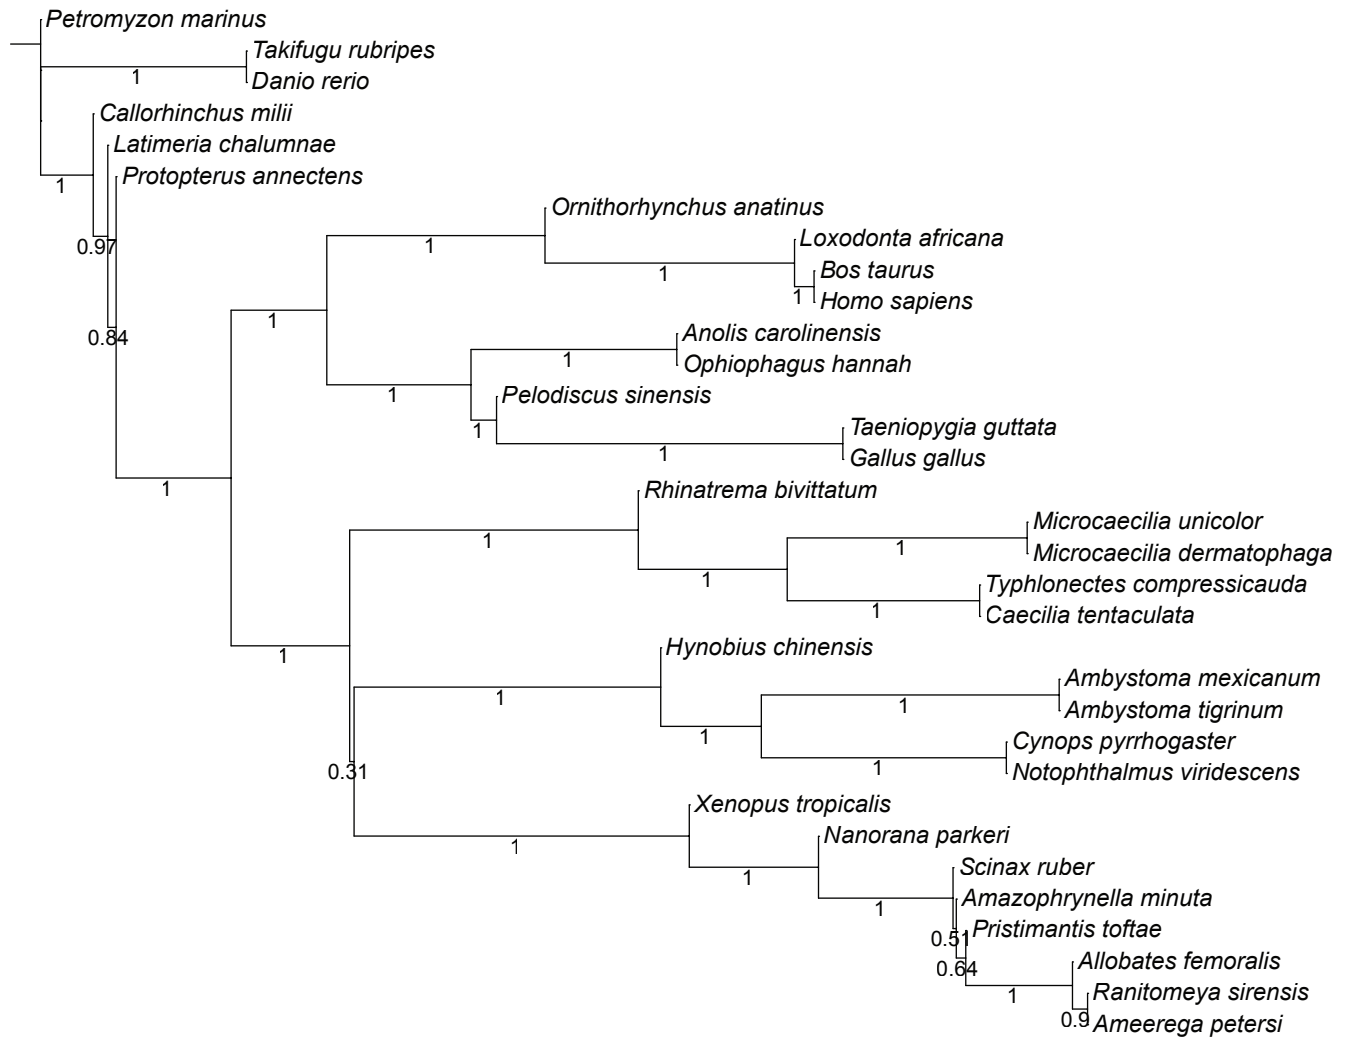 Petromyzon marinus
Takifugu rubripes
1
Danio rerio
Callorhinchus milii
Latimeria chalumnae
Protopterus annectens
1
Ornithorhynchus anatinus
Loxodonta africana
0.97
1
Bos taurus
1
Homo sapiens
1
1
Anolis carolinensis
0.84
1
Ophiophagus hannah
1
Pelodiscus sinensis
Taeniopygia guttata
1
1
Gallus gallus
1
Rhinatrema bivittatum
Microcaecilia unicolor
1
1
Microcaecilia dermatophaga
1
Typhlonectes compressicauda
1
Caecilia tentaculata
Hynobius chinensis
1
Ambystoma mexicanum
1
1
Ambystoma tigrinum
1
Cynops pyrrhogaster
1
0.31
Notophthalmus viridescens
Xenopus tropicalis
Nanorana parkeri
1
Scinax ruber
1
Amazophrynella minuta
1
Pristimantis toftae
0.51
Allobates femoralis
0.64
Ranitomeya sirensis
1
0.9
Ameerega petersi